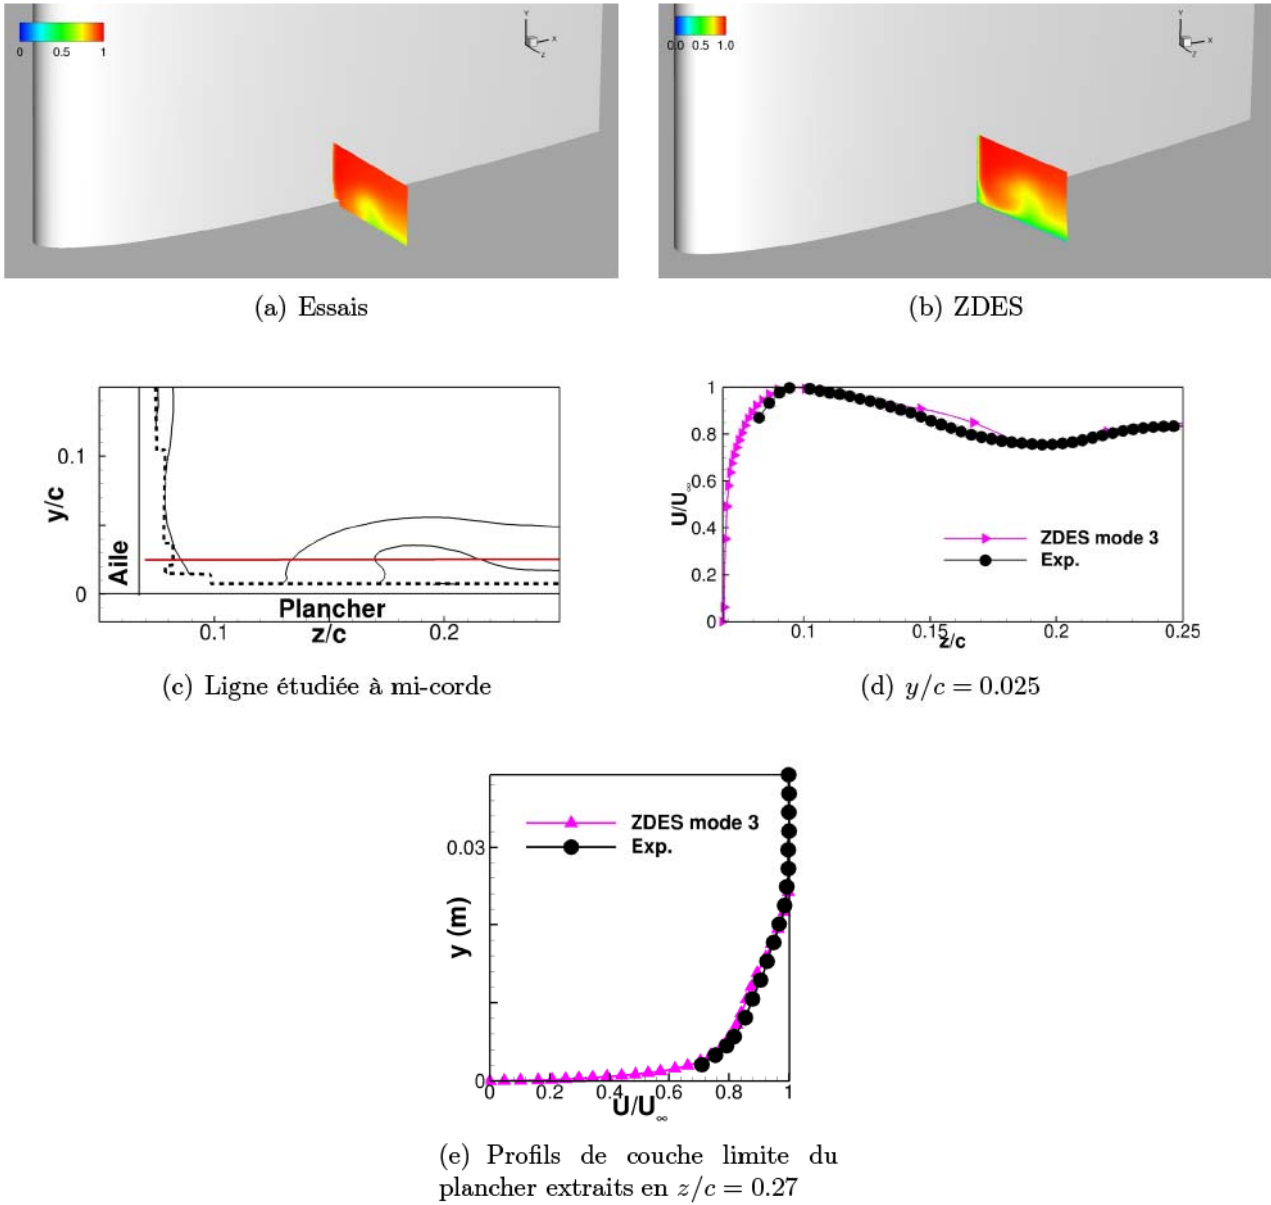 0 0.5 1
Y
X
Z
0.0 0.5 1.0
Y
X
Z
(a) Essais
(b) ZDES
y/c
0.1
0
Aile
Plancher
0.1
z/c
0.2
(c) Ligne étudiée à mi-corde
U/U∞
1
0.8
0.6
0.4
0.2
0
ZDES mode 3
Exp.
0.1
0.15
z/c
0.2
0.25
(d) y/c = 0.025
y (m)
0.03
0
ZDES mode 3
Exp.
0 0.2 0.4 0.6 0.8 1
U/U∞
(e) Profils de couche limite du
plancher extraits en z/c = 0.27